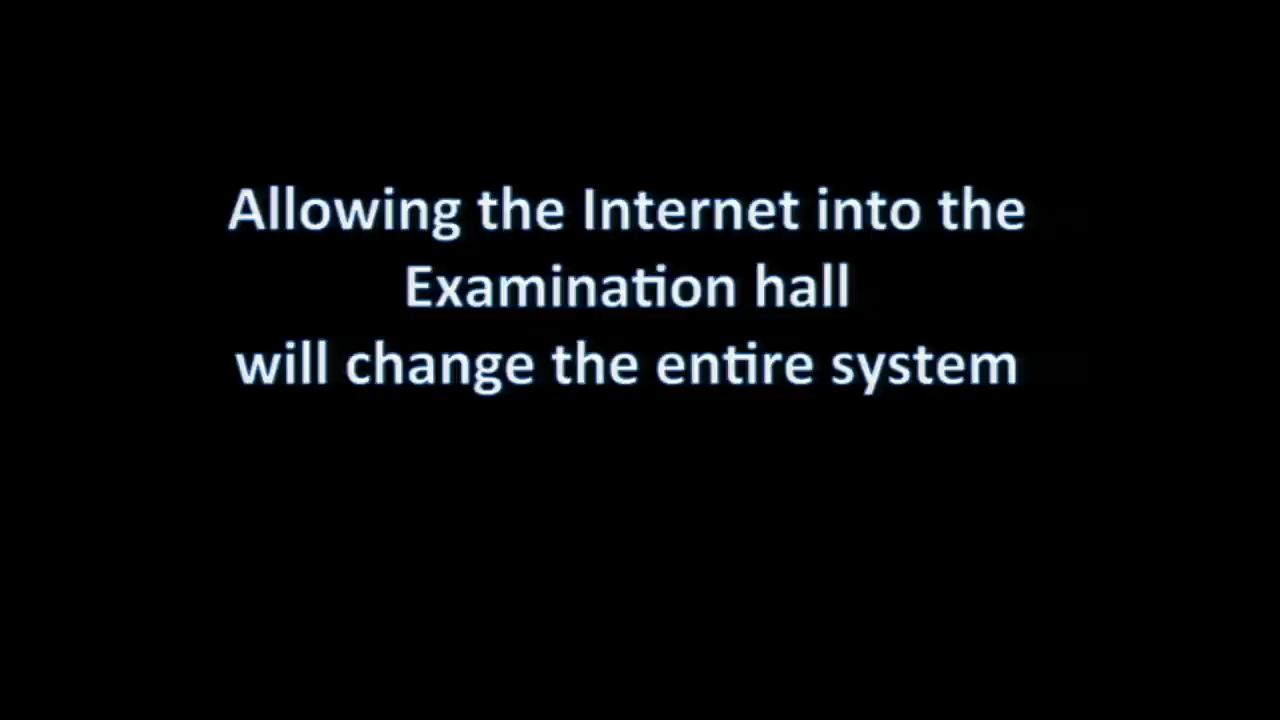 Allowing the Internet into the
Examination hall
will change the entire system